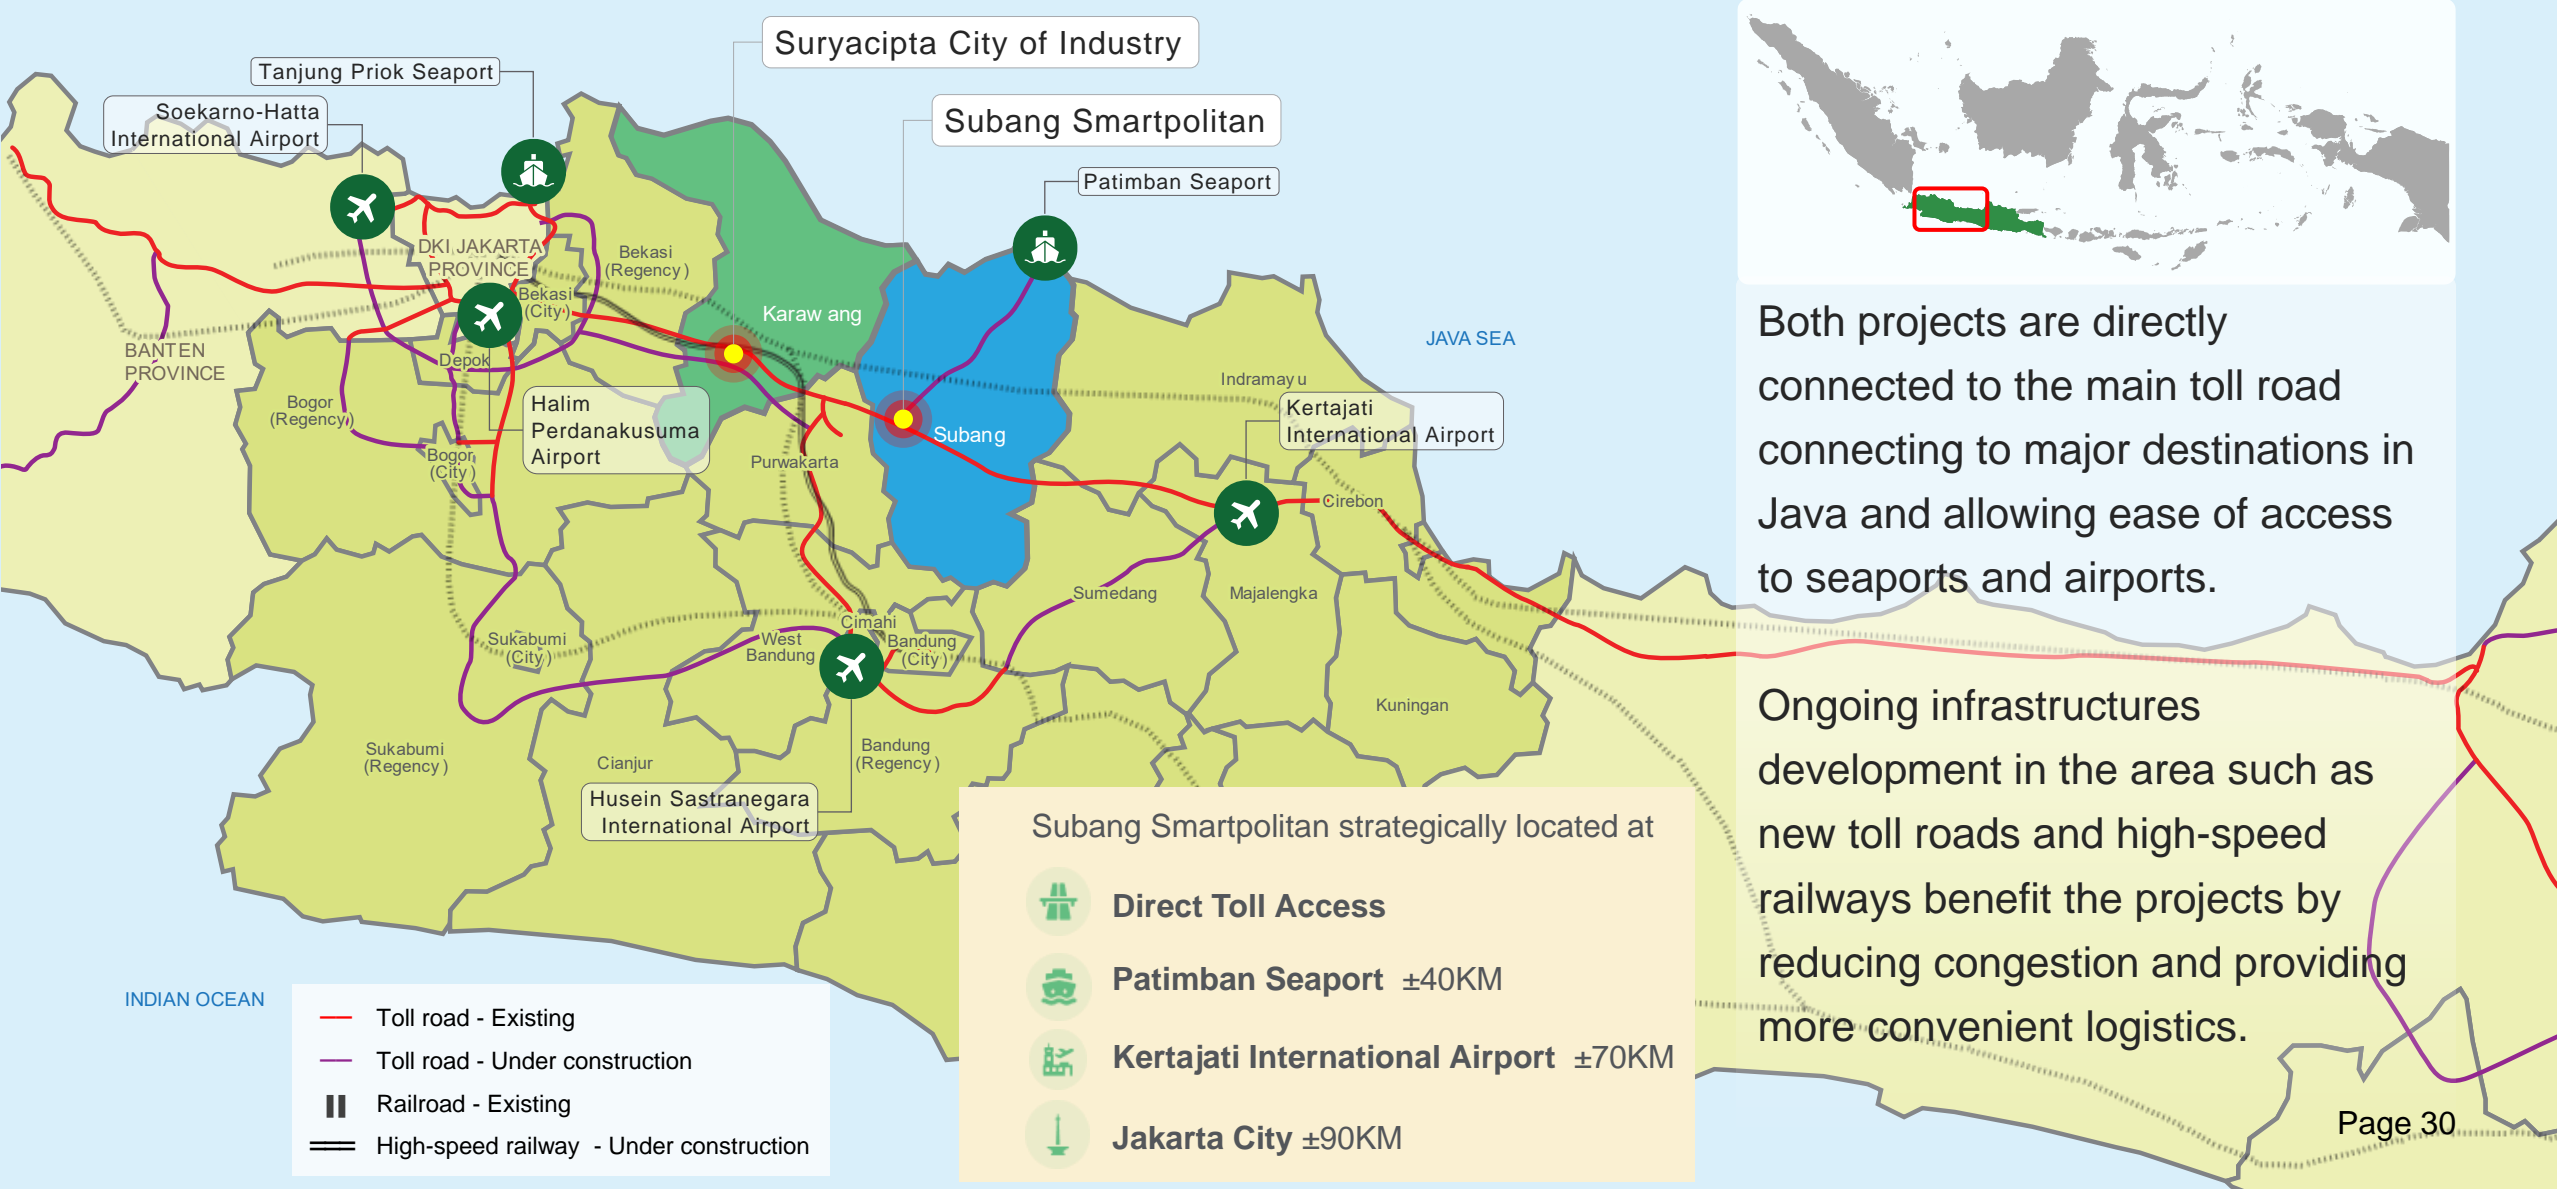 Suryacipta City of Industry
Tanjung Priok Seaport
Soekarno-Hatta
International Airport
Subang Smartpolitan
Patimban Seaport
DKI JAKARTA
PROVINCE
Bekasi
(Regency)
Bekasi
(City)
Karaw ang
JAVA SEA
BANTEN
PROVINCE
Depok
Bogor
(Regency)
Halim
Perdanakusuma
Airport
Indramayu
Kertajati
International Airport
Subang
Bogor
(City)
Purwakarta
Cirebon
Sumedang
Majalengka
Cimahi
Sukabumi
(City)
West
Bandung
Bandung
(City)
Kuningan
Sukabumi
(Regency)
Cianjur
Bandung
(Regency)
Husein Sastranegara
International Airport
INDIAN OCEAN
Toll road - Existing
Toll road - Under construction
Railroad - Existing
High-speed railway - Under construction
Subang Smartpolitan strategically located at
Direct Toll Access
Patimban Seaport ±40KM
Kertajati International Airport ±70KM
Jakarta City ±90KM
Both projects are directly
connected to the main toll road
connecting to major destinations in
Java and allowing ease of access
to seaports and airports.
Ongoing infrastructures
development in the area such as
new toll roads and high-speed
railways benefit the projects by
reducing congestion and providing
more convenient logistics.
Page 30